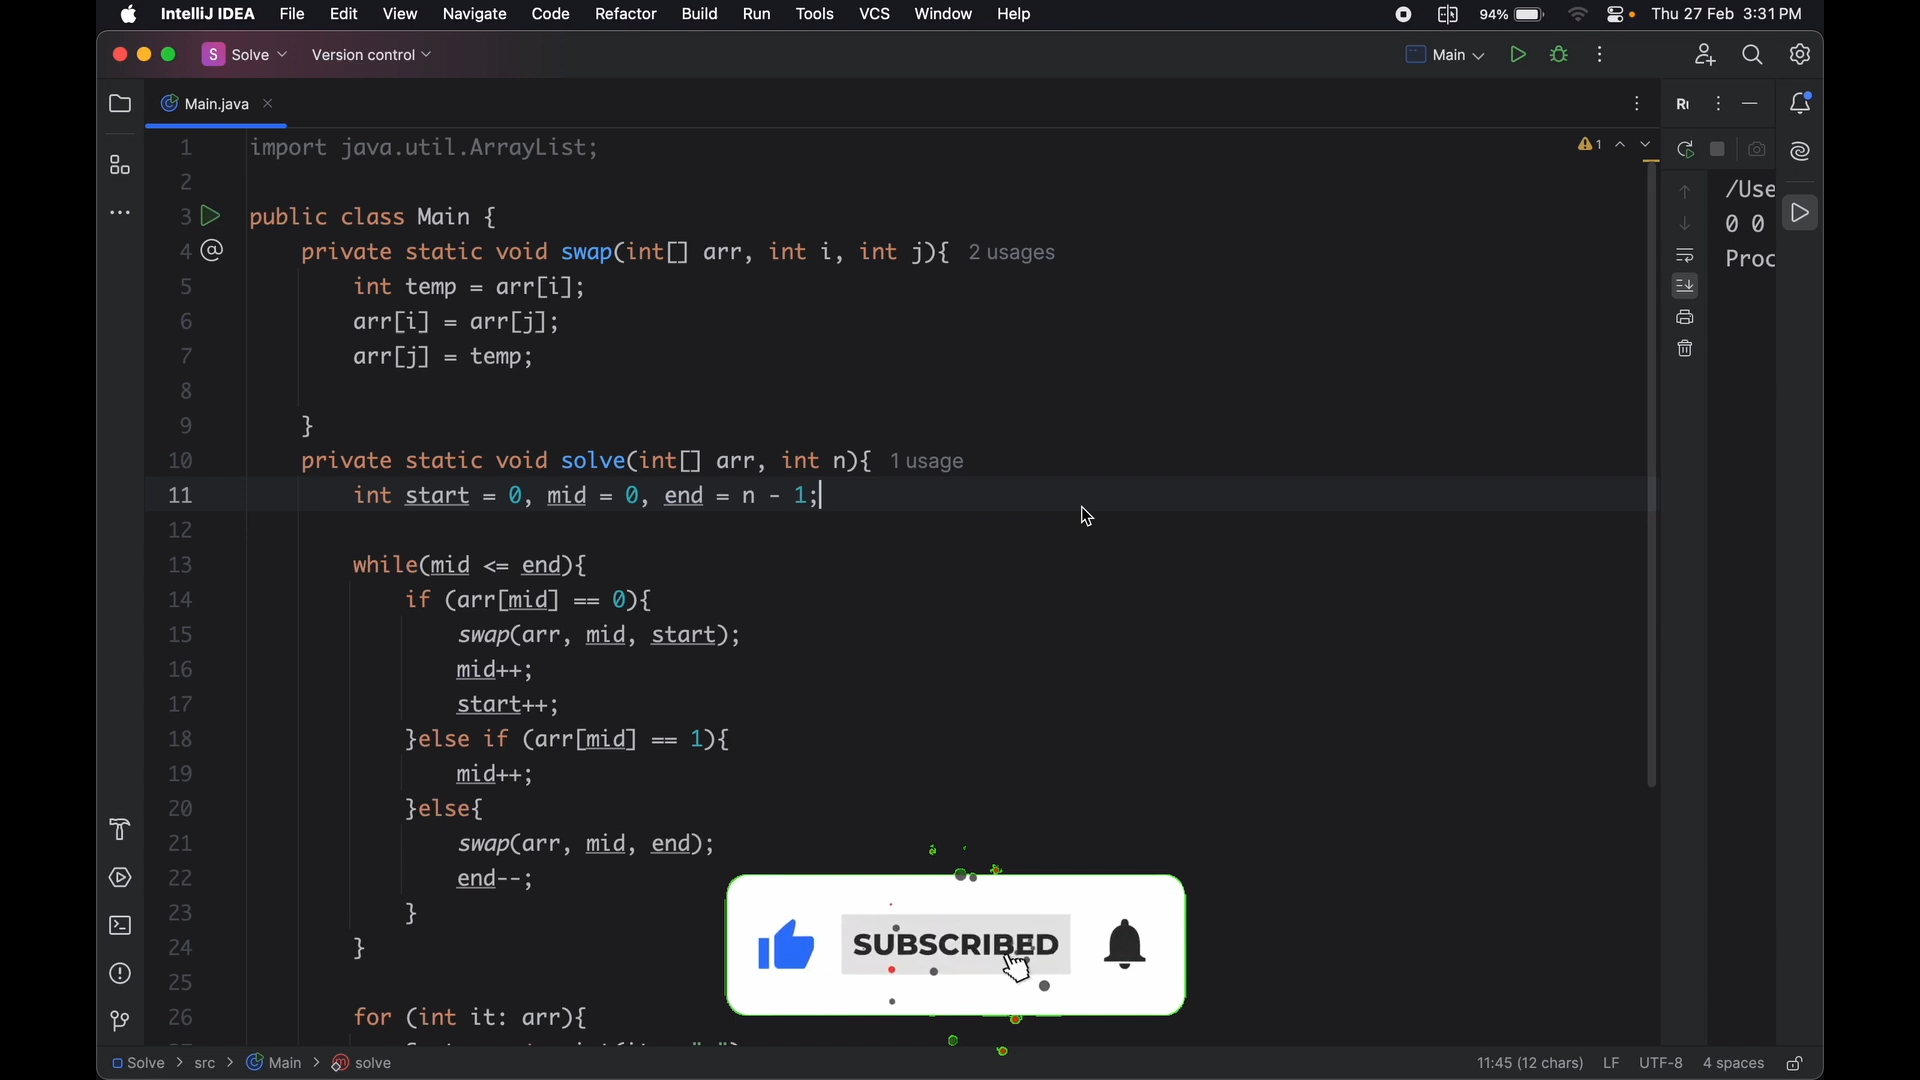 IntelliJ IDEA File Edit View Navigate Code Refactor Build Run Tools VCS Window Help 94% Thu 27 Feb 3:31 PM
S Solve Version control Main
Main.java Ru
1 import java.util.ArrayList; 1
2
3 public class Main { /Use
4 private static void swap(int[] arr, int i, int j){ 2 usages 0 0
5 int temp = arr[i]; Proc
6 arr[i] = arr[j];
7 arr[j] = temp;
8
9 }
10 private static void solve(int[] arr, int n){ 1 usage
11 int start = 0, mid = 0, end = n - 1;
12
13 while(mid <= end){
14 if (arr[mid] == 0){
15 swap(arr, mid, start);
16 mid++;
17 start++;
18 }else if (arr[mid] == 1){
19 mid++;
20 }else{
21 swap(arr, mid, end);
22 end--;
23 }
24 }
25
26 for (int it: arr){
SUBSCRIBED
Solve > src > Main > solve 11:45 (12 chars) LF UTF-8 4 spaces